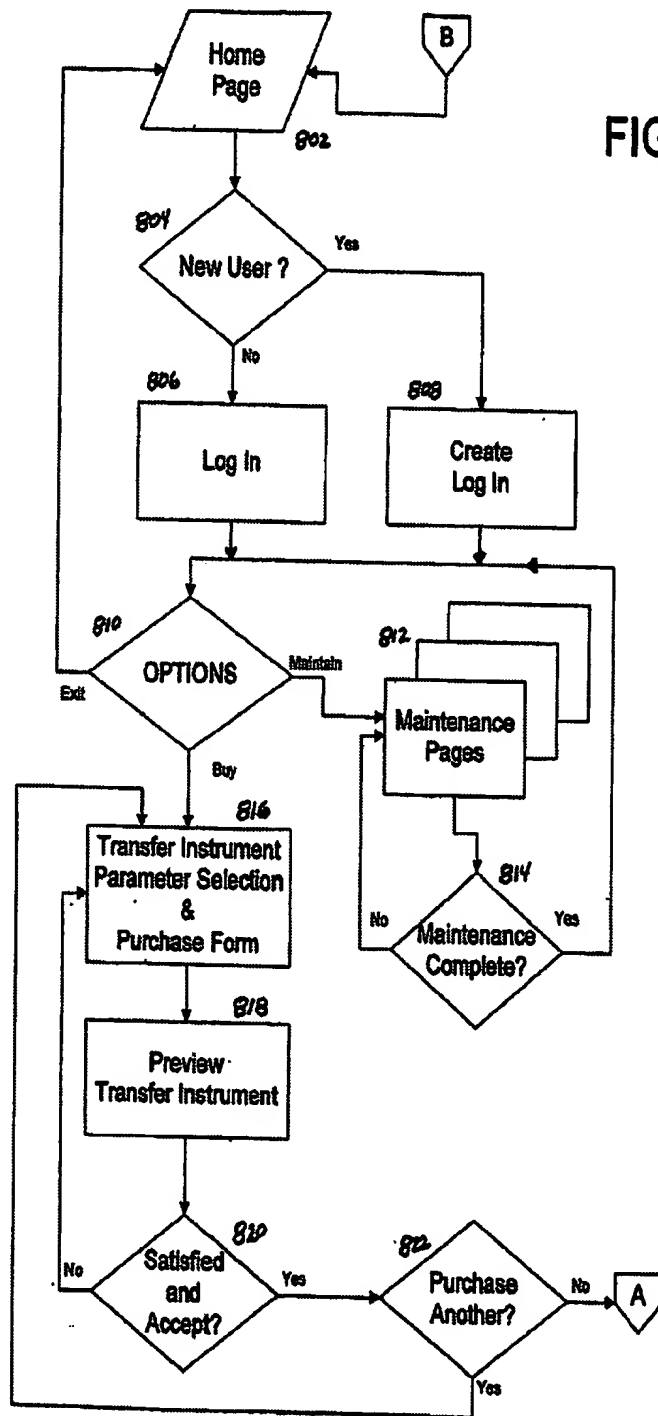 Home
Page
B
802
FIG
804
Yes
New User ?
No
806
808
Log In
Create
Log In
810
OPTIONS
Exit
Maintain
Buy
812
Maintenance
Pages
814
No
Maintenance
Complete?
Yes
816
Transfer Instrument
Parameter Selection
&
Purchase Form
818
Preview
Transfer Instrument
820
No
Satisfied
and
Accept?
Yes
822
Purchase
Another?
No
A
Yes